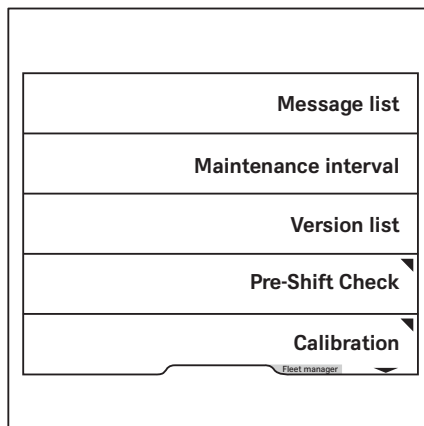 Message list
Maintenance interval
Version list
Pre-Shift Check
Calibration
Fleet manager